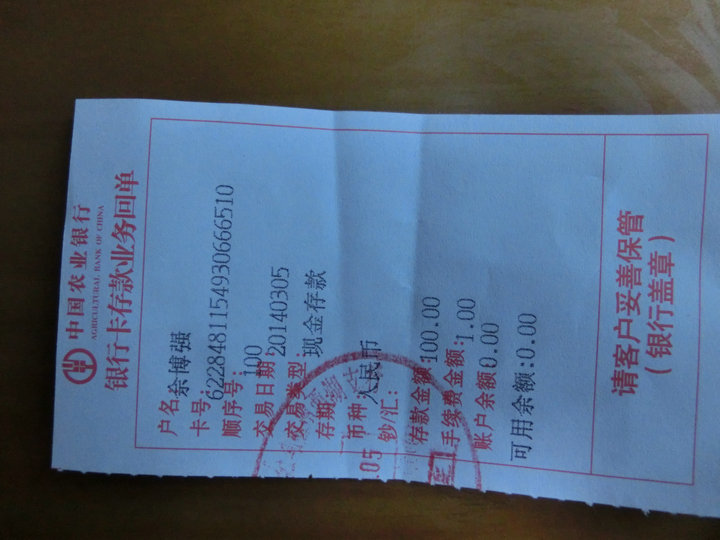 中国农业银行
AGRICULTURAL BANK OF CHINA
银行卡存款业务回单
户名 余博强
卡号:6228481154930666510
顺序号:100
交易日期:20140305
交易类型:现金存款
存期:
币种 人民币
.05 钞/汇:
存款金额 100.00
手续费金额:1.00
账户余额 0.00
可用余额:0.00
请客户妥善保管
(银行盖章)